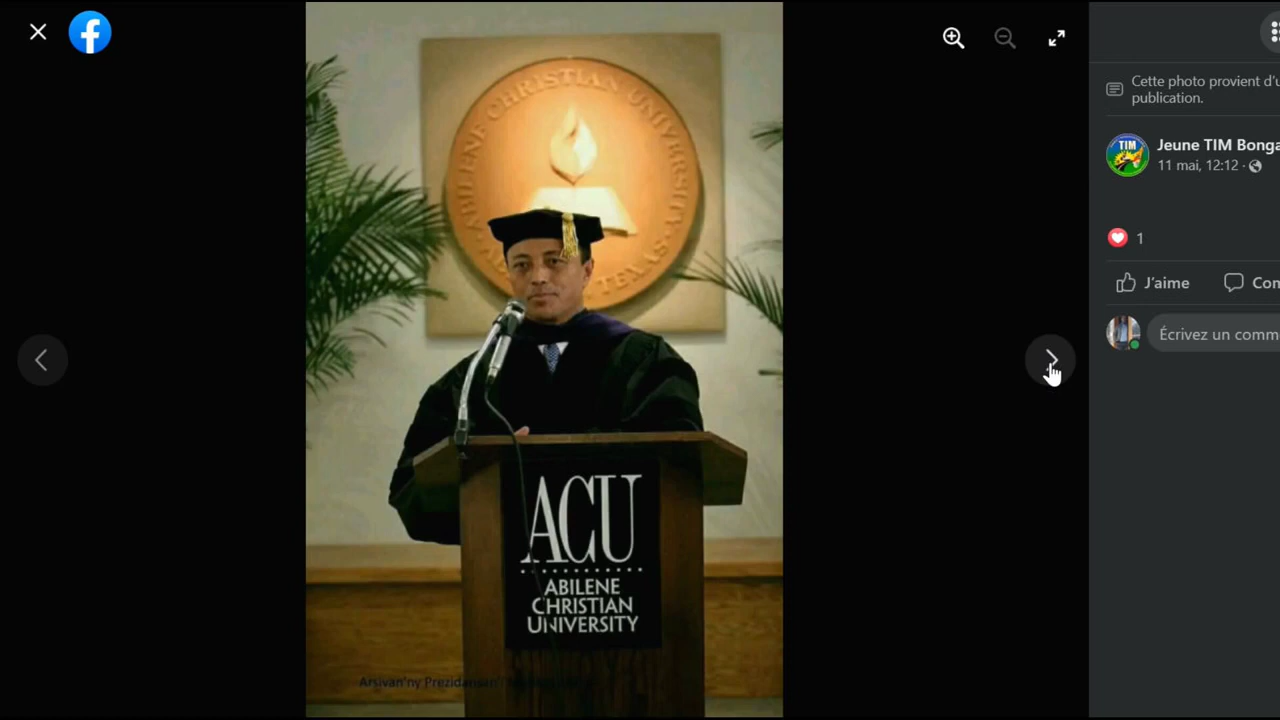 ABILENE CHRISTIAN UNIVERSITY
TEXAS
ACU
ABILENE
CHRISTIAN
UNIVERSITY
Arsivan'ny
Cette photo provient d'u
publication.
TIM
Jeune TIM Bonga
11 mai, 12:12 ·
1
J'aime
Com
Écrivez un comm